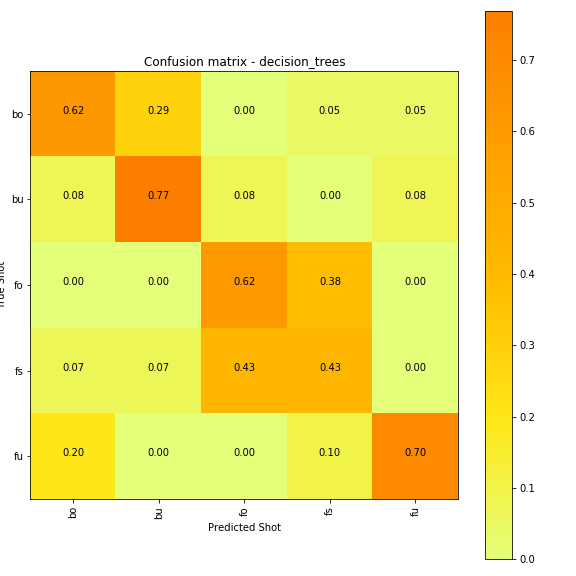 Confusion matrix - decision_trees
bo 0.62 0.29 0.00 0.05 0.05
bu 0.08 0.77 0.08 0.00 0.08
fo 0.00 0.00 0.62 0.38 0.00
fs 0.07 0.07 0.43 0.43 0.00
fu 0.20 0.00 0.00 0.10 0.70
bo bu fo fs fu
Predicted Shot
True Shot
0.7
0.6
0.5
0.4
0.3
0.2
0.1
0.0